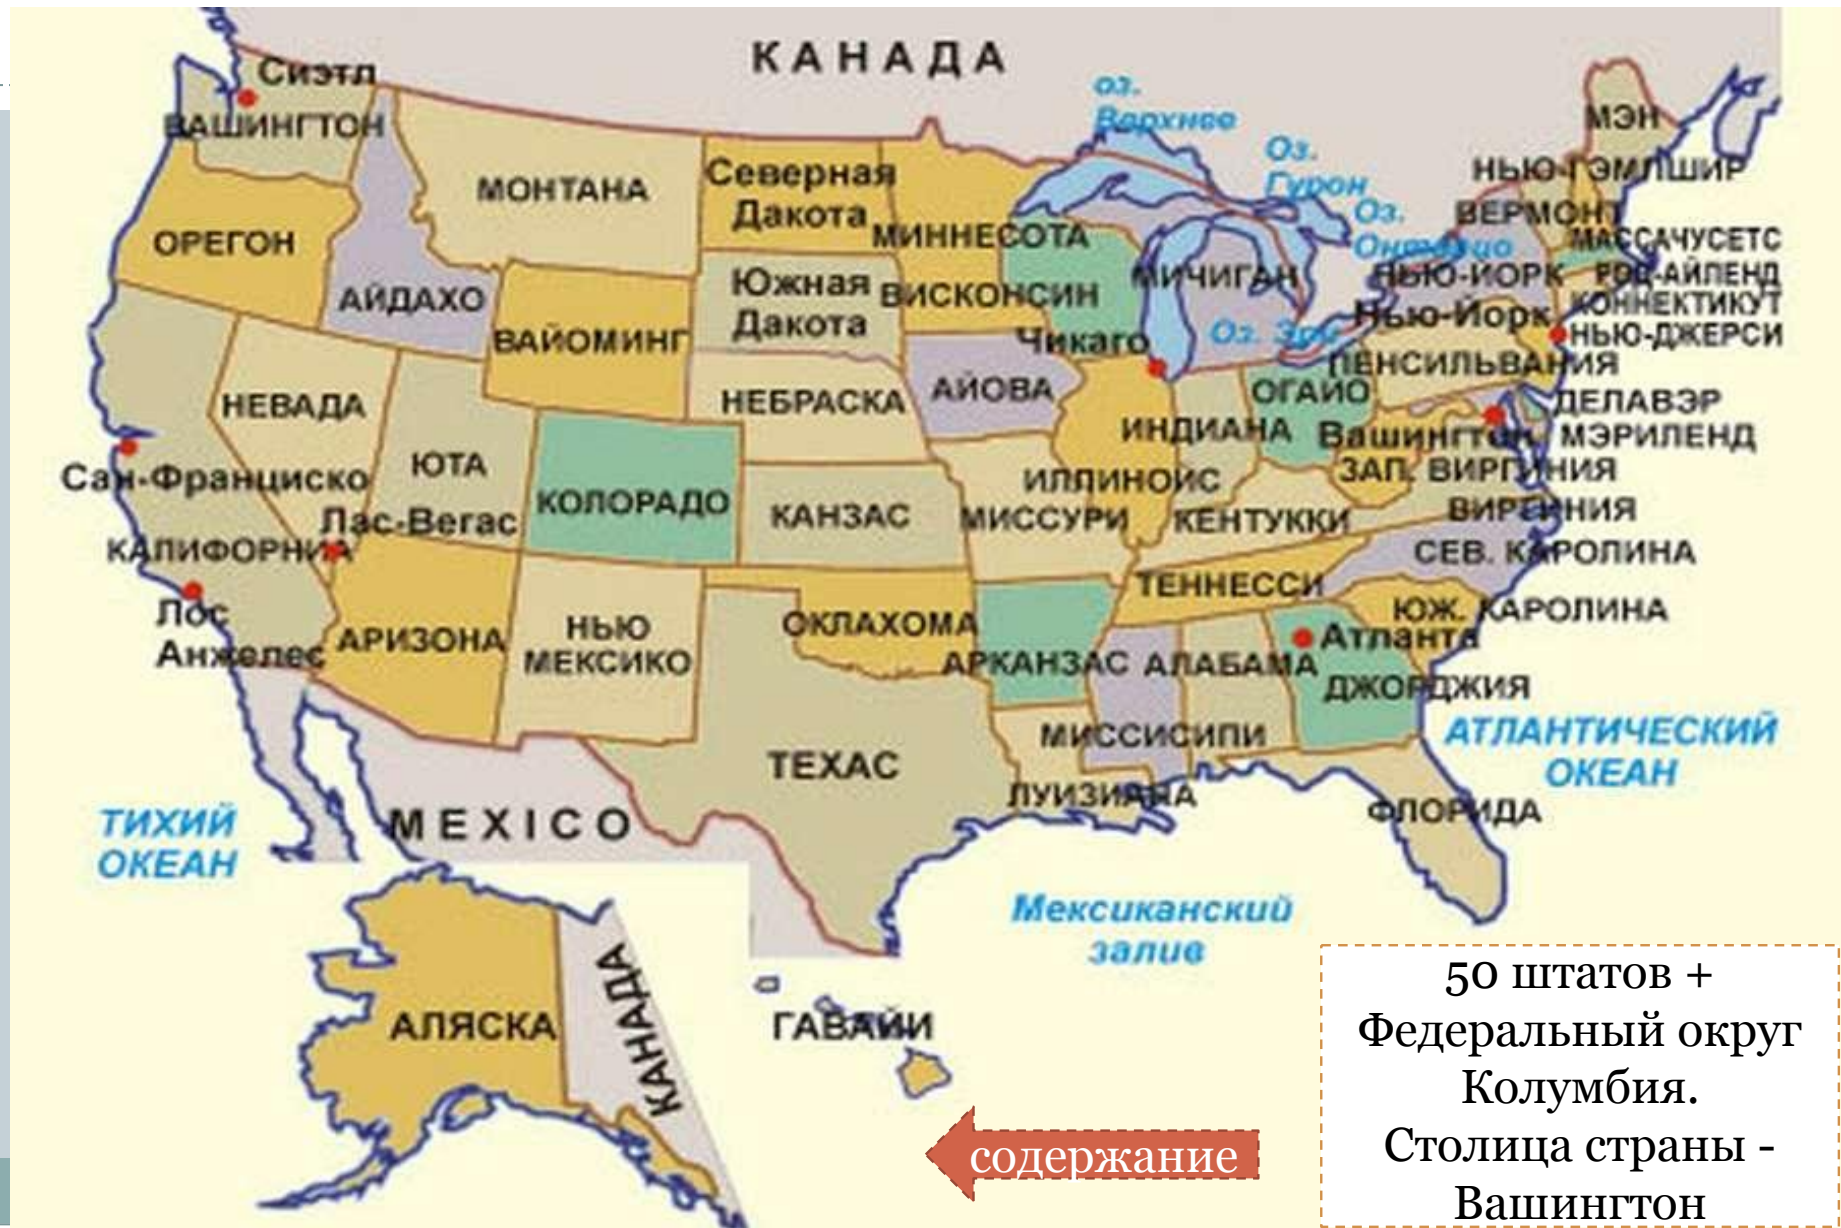 КАНАДА
Сиэтл
ВАШИНГТОН
оз.
Верхнее
Оз.
Гурон
Оз.
Онтарио
МЭН
НЬЮ-ГЭМПШИР
ВЕРМОНТ
МАССАЧУСЕТС
МОНТАНА
Северная
Дакота
МИННЕСОТА
ОРЕГОН
АЙДАХО
Южная
Дакота
ВИСКОНСИН
МИЧИГАН
НЬЮ-ЙОРК
РОД-АЙЛЕНД
КОННЕКТИКУТ
Нью-Йорк
НЬЮ-ДЖЕРСИ
ВАЙОМИНГ
Чикаго
Оз. Эри
ПЕНСИЛЬВАНИЯ
НЕВАДА
НЕБРАСКА
АЙОВА
ОГАЙО
ДЕЛАВЭР
ИНДИАНА
Вашингтон
МЭРИЛЕНД
ЮТА
Сан-Франциско
КОЛОРАДО
КАНЗАС
ИЛЛИНОИС
ЗАП. ВИРГИНИЯ
МИССУРИ
КЕНТУККИ
ВИРГИНИЯ
Лас-Вегас
КАЛИФОРНИЯ
СЕВ. КАРОЛИНА
ТЕННЕССИ
Лос
Анжелес
АРИЗОНА
НЬЮ
МЕКСИКО
ОКЛАХОМА
ЮЖ. КАРОЛИНА
АРКАНЗАС
АЛАБАМА
Атланта
ДЖОРДЖИЯ
МИССИСИПИ
АТЛАНТИЧЕСКИЙ
ОКЕАН
ТЕХАС
ЛУИЗИАНА
ФЛОРИДА
ТИХИЙ
ОКЕАН
MEXICO
Мексиканский
залив
АЛЯСКА
КАНАДА
ГАВАЙИ
содержание
50 штатов +
Федеральный округ
Колумбия.
Столица страны -
Вашингтон